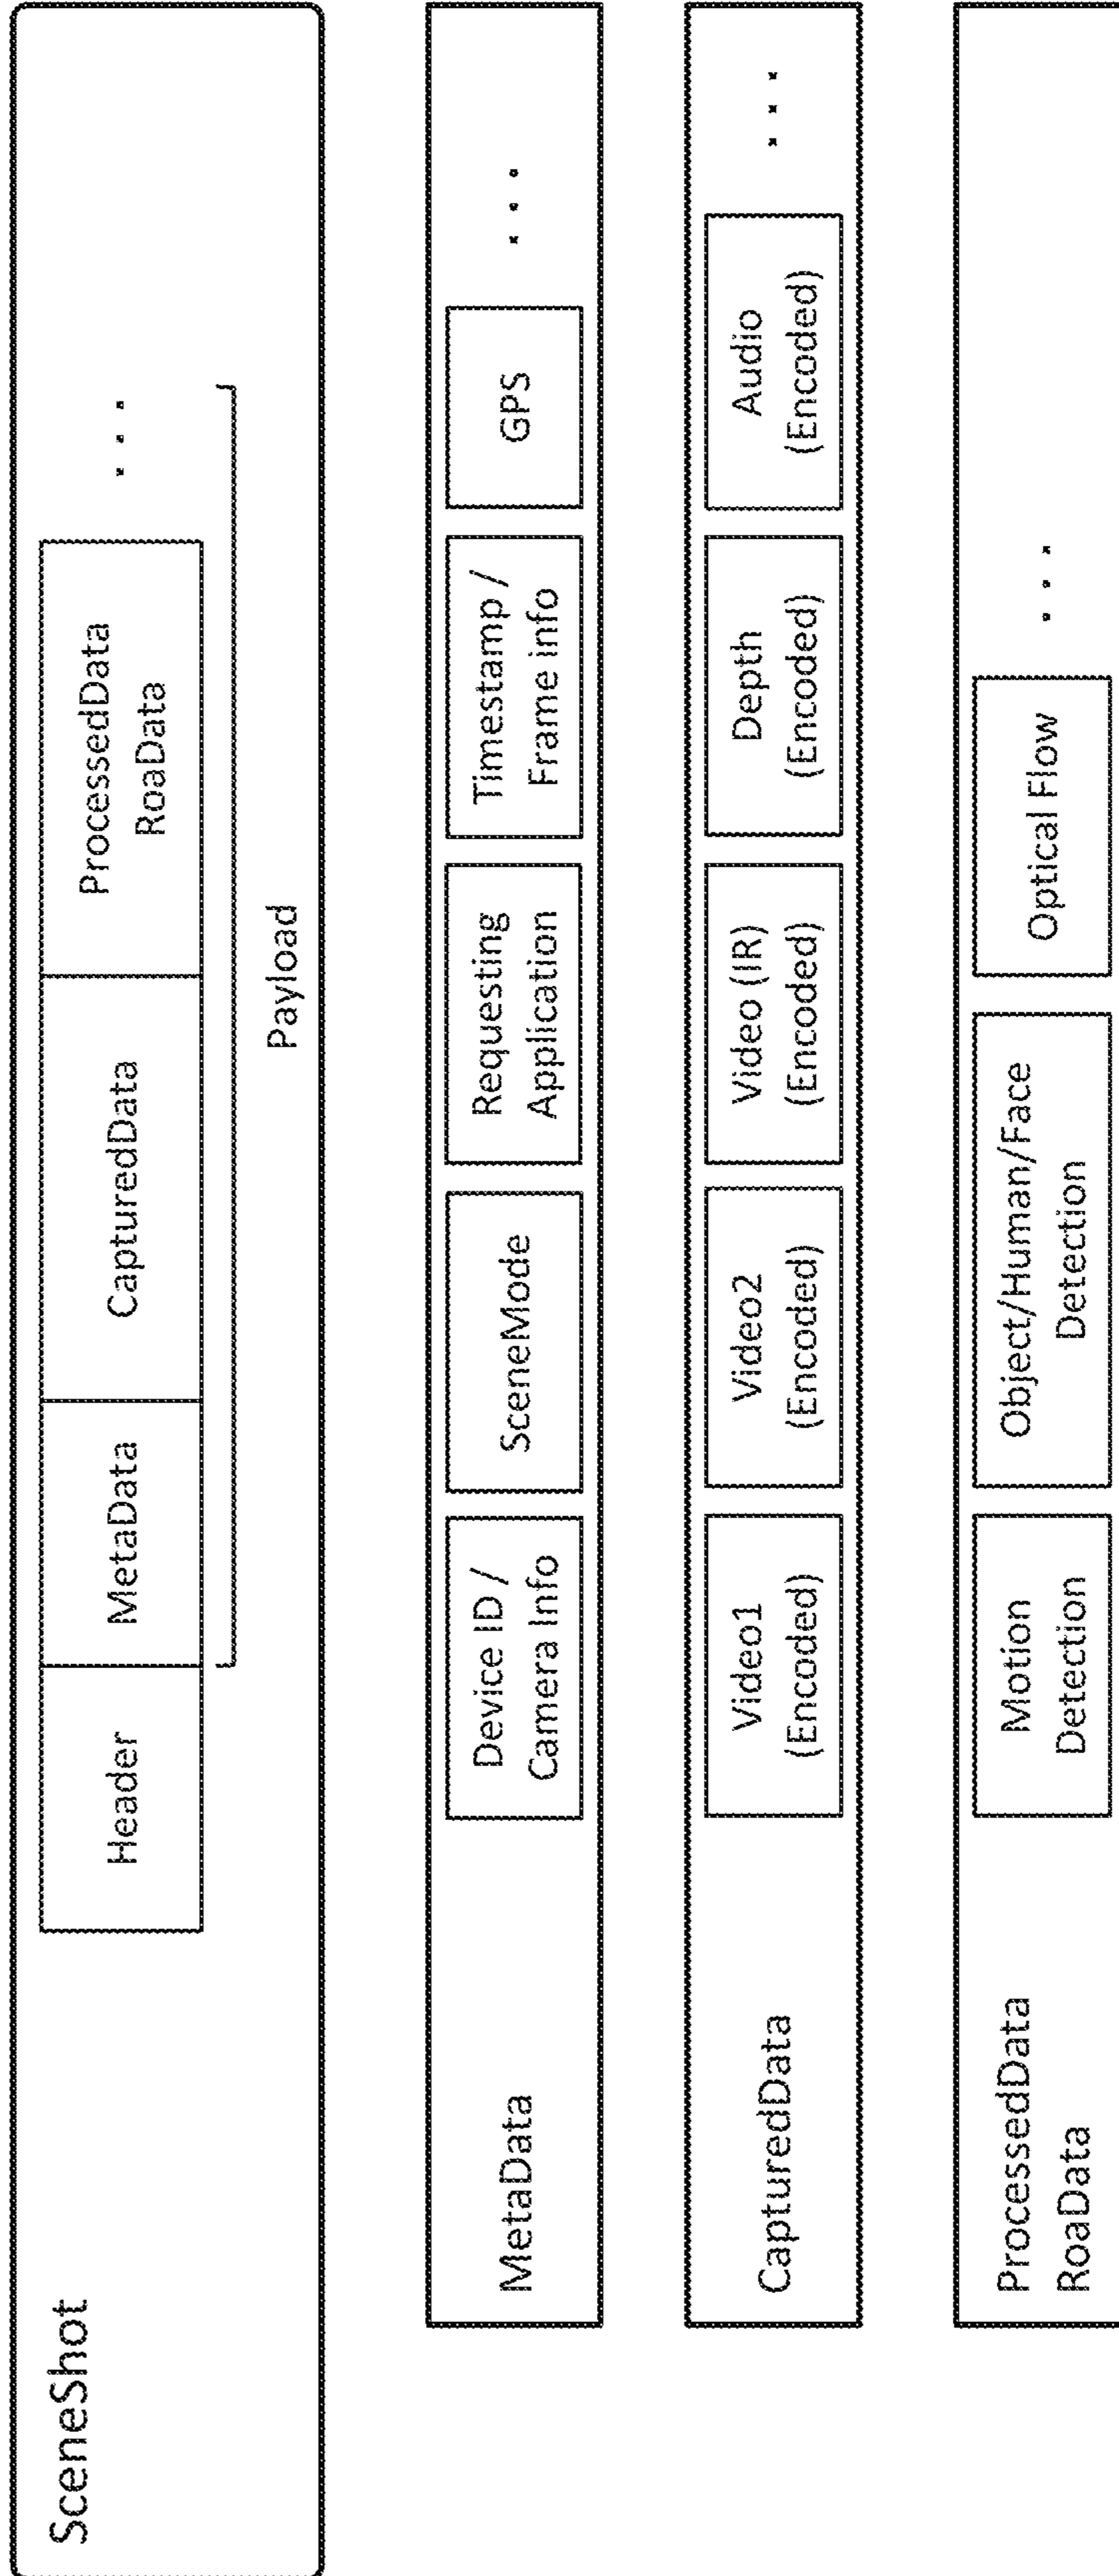 SceneShot
Header
MetaData
CapturedData
ProcessedData
RoaData
. . .
Payload
MetaData
Device ID /
Camera Info
SceneMode
Requesting
Application
Timestamp /
Frame info
GPS
. . .
CapturedData
Video1
(Encoded)
Video2
(Encoded)
Video (IR)
(Encoded)
Depth
(Encoded)
Audio
(Encoded)
. . .
ProcessedData
RoaData
Motion
Detection
Object/Human/Face
Detection
Optical Flow
. . .